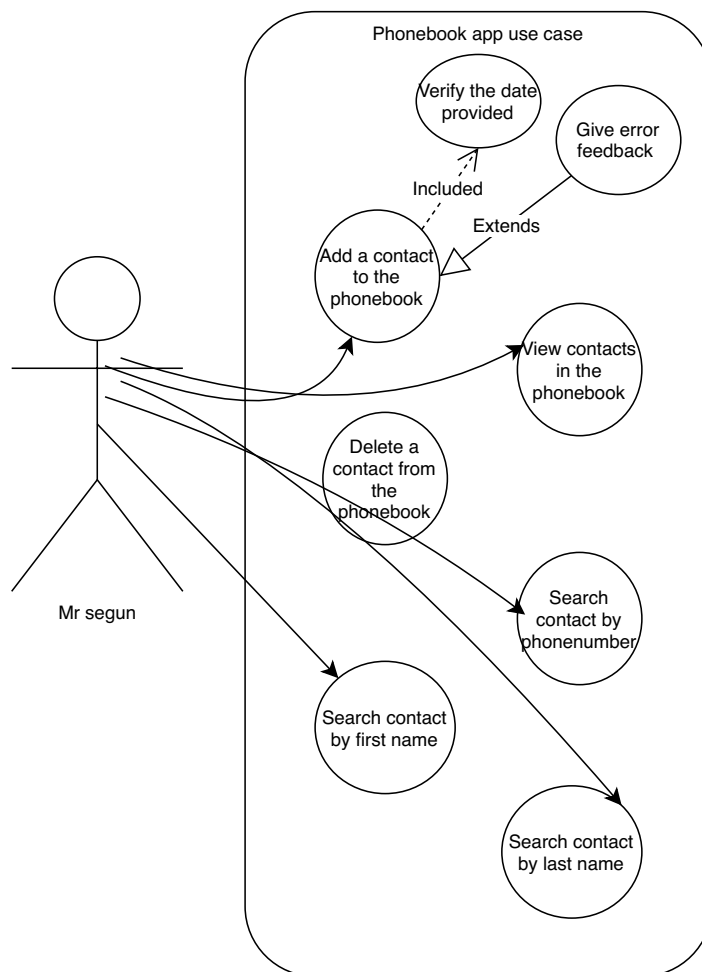 Phonebook app use case
Verify the date
provided
Give error
feedback
Included
Extends
Add a contact
to the
phonebook
View contacts
in the
phonebook
Delete a
contact from
the
phonebook
Mr segun
Search
contact by
phonenumber
Search contact
by first name
Search contact
by last name